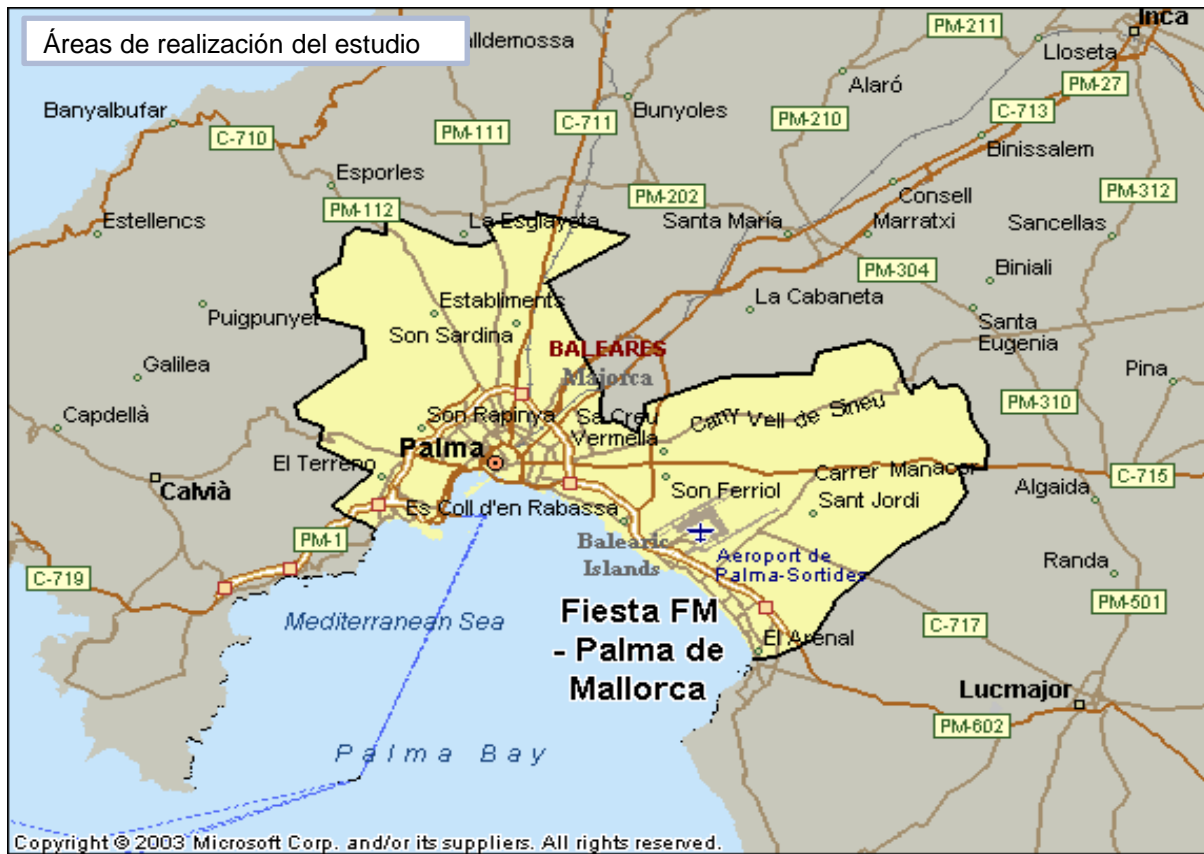 Áreas de realización del estudio
lldemossa
PM-211
Inca
Lloseta
Alaró
PM-27
Banyalbufar
Bunyoles
C-710
PM-111
C-711
PM-210
C-713
Binissalem
Esporles
PM-202
Consell
PM-312
PM-112
La Esglayeta
Santa María
Marratxi
Sancellas
Estellencs
PM-304
Biniali
La Cabaneta
Establiments
Puigpunyet
Son Sardina
Santa
Eugenia
BALEARES
Majorca
Galilea
Pina
PM-310
Capdellà
Son Rapinya
Sa Creu
Vermella
Camy Vell de Sineu
Palma
El Terreno
Carrer Manacor
C-715
Calvià
Son Ferriol
Sant Jordi
Algaida
Es Coll d'en Rabassa
PM-1
Balearic
Islands
Aeroport de
Palma-Sortides
Randa
C-719
PM-501
Mediterranean Sea
Fiesta FM
- Palma de
Mallorca
C-717
El Arenal
Lucmajor
PM-602
Palma Bay
Copyright © 2003 Microsoft Corp. and/or its suppliers. All rights reserved.